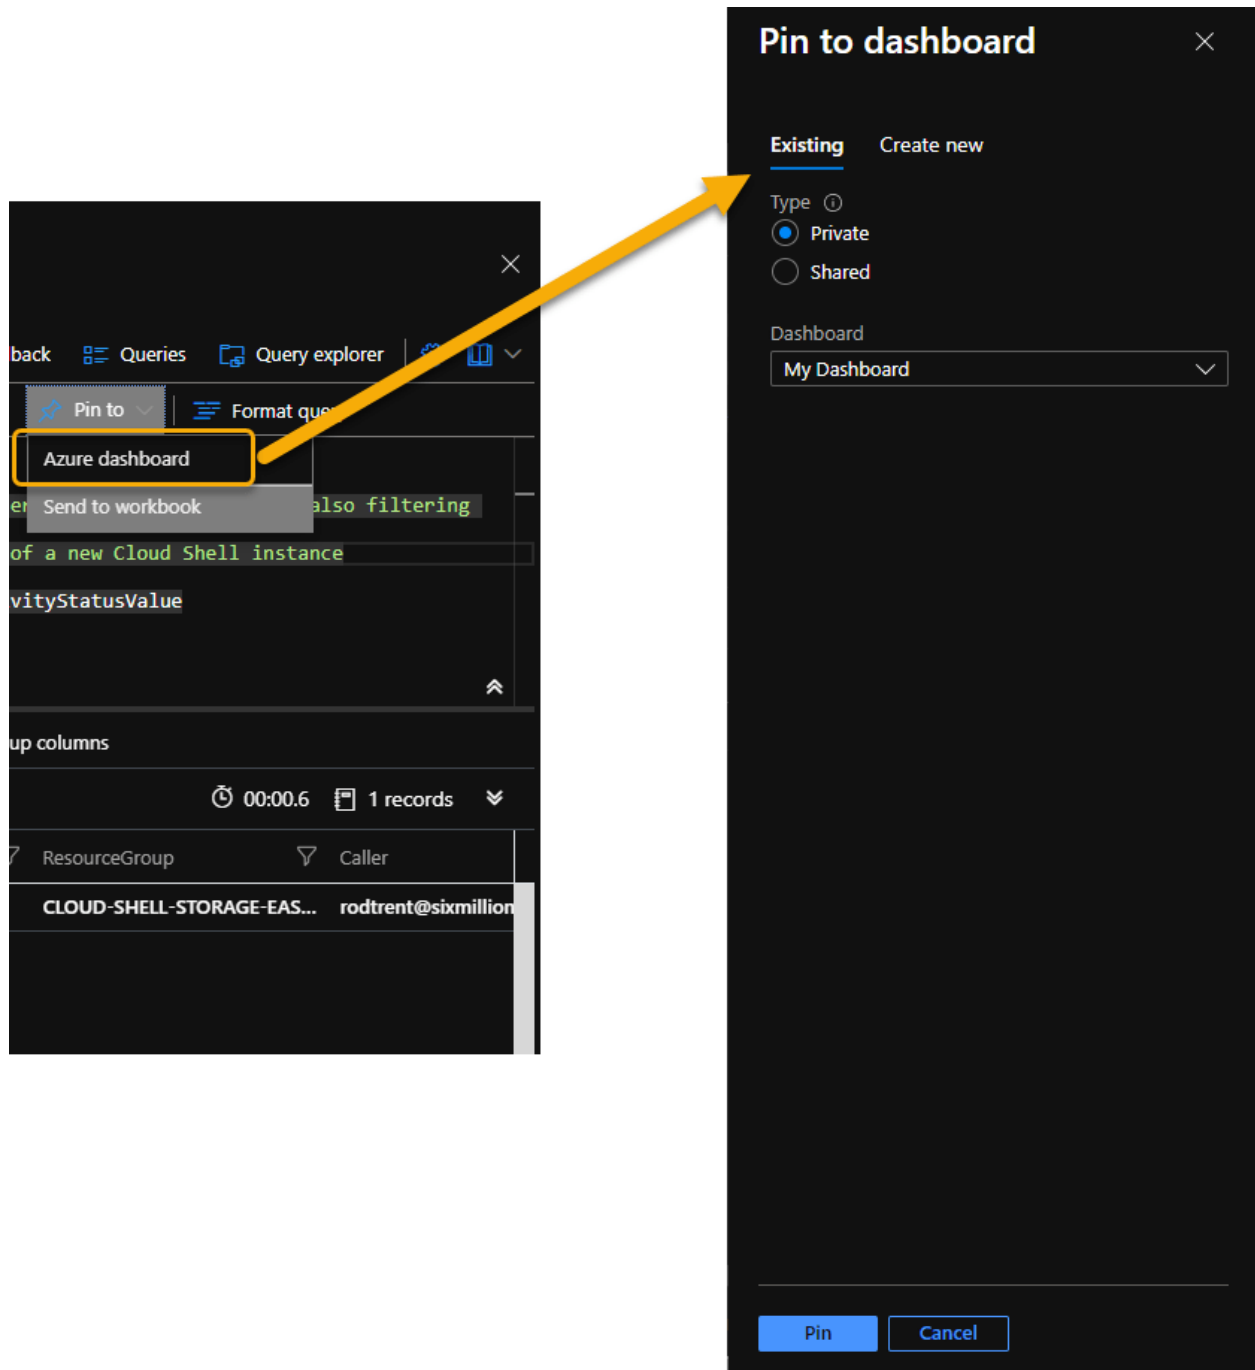 Pin to dashboard
Existing Create new
Type
Private
Shared
Dashboard
My Dashboard
Pin Cancel
back Queries Query explorer
Pin to Format
Azure dashboard
Send to workbook also filtering
of a new Cloud Shell instance
vityStatusValue
up columns
00:00.6 1 records
ResourceGroup Caller
CLOUD-SHELL-STORAGE-EAS... rodtrent@sixmillion